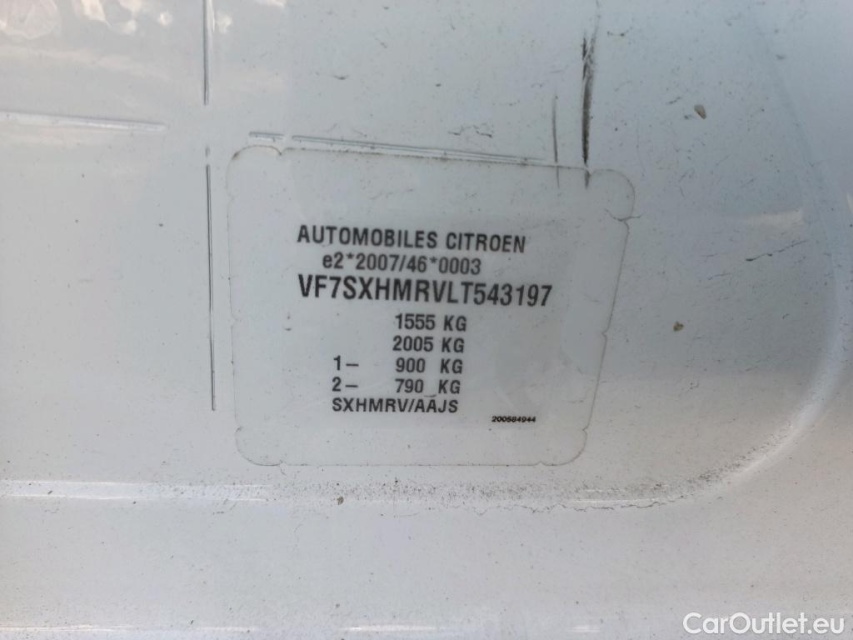 AUTOMOBILES CITROEN
e2*2007/46*0003
VF7SXHMRVLT543197
1555 KG
2005 KG
1- 900 KG
2- 790 KG
SXHMRV/AAJS
200584944
CarOutlet.eu